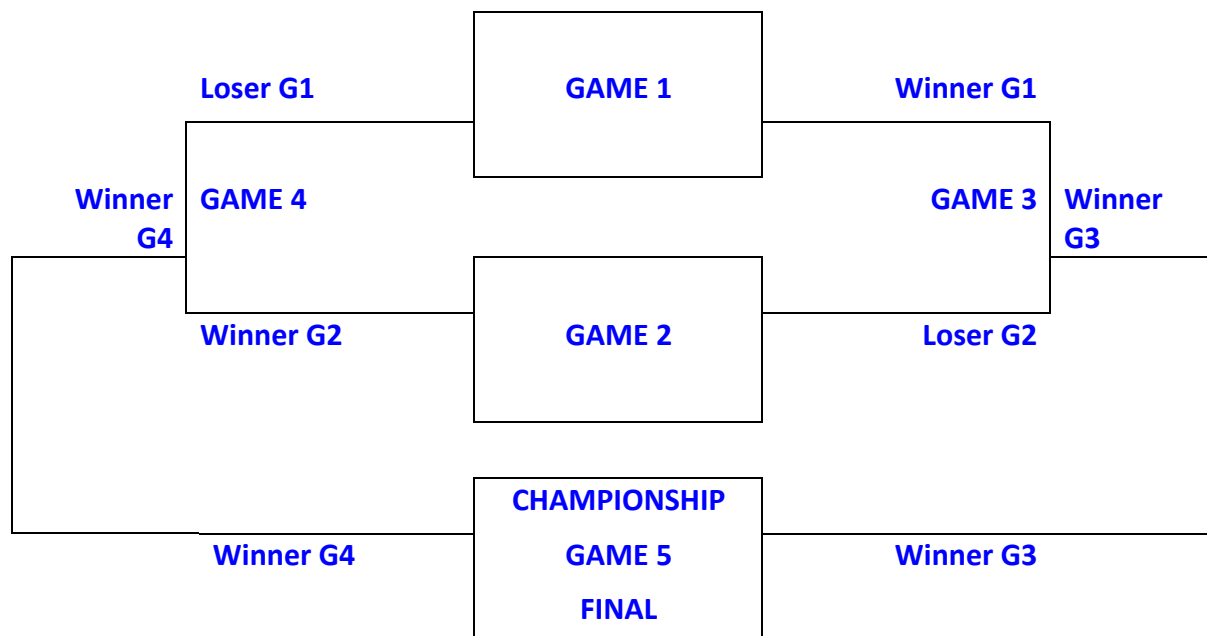 Loser G1
GAME 1
Winner G1
Winner
G4
GAME 4
GAME 3
Winner
G3
Winner G2
GAME 2
Loser G2
CHAMPIONSHIP
Winner G4
GAME 5
Winner G3
FINAL